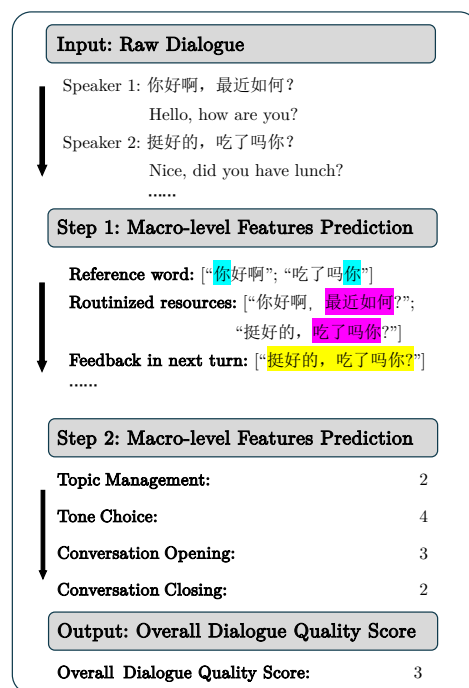 Input: Raw Dialogue
Speaker 1: 你好啊，最近如何？
Hello, how are you?
Speaker 2: 挺好的，吃了吗你？
Nice, did you have lunch?
......
Step 1: Macro-level Features Prediction
Reference word: [“你好啊”; “吃了吗你”]
Routinized resources: [“你好啊，最近如何?”;
“挺好的，吃了吗你?”]
Feedback in next turn: [“挺好的，吃了吗你?”]
......
Step 2: Macro-level Features Prediction
Topic Management: 2
Tone Choice: 4
Conversation Opening: 3
Conversation Closing: 2
Output: Overall Dialogue Quality Score
Overall Dialogue Quality Score: 3